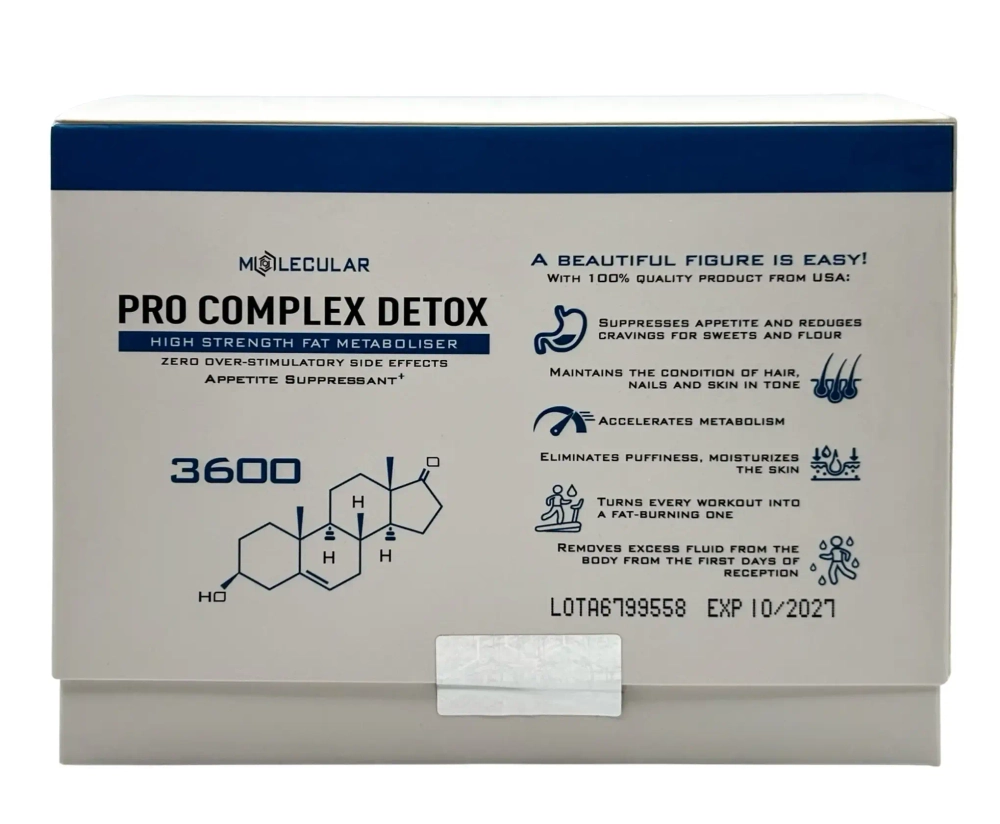 MOLECULAR
PRO COMPLEX DETOX
HIGH STRENGTH FAT METABOLISER
ZERO OVER-STIMULATORY SIDE EFFECTS
APPETITE SUPPRESSANT+
3600
H
H
H
O
HO
A BEAUTIFUL FIGURE IS EASY!
WITH 100% QUALITY PRODUCT FROM USA:
SUPPRESSES APPETITE AND REDUCES
CRAVINGS FOR SWEETS AND FLOUR
MAINTAINS THE CONDITION OF HAIR,
NAILS AND SKIN IN TONE
ACCELERATES METABOLISM
ELIMINATES PUFFINESS, MOISTURIZES
THE SKIN
TURNS EVERY WORKOUT INTO
A FAT-BURNING ONE
REMOVES EXCESS FLUID FROM THE
BODY FROM THE FIRST DAYS OF
RECEPTION
LOTA6799558 EXP 10/2027